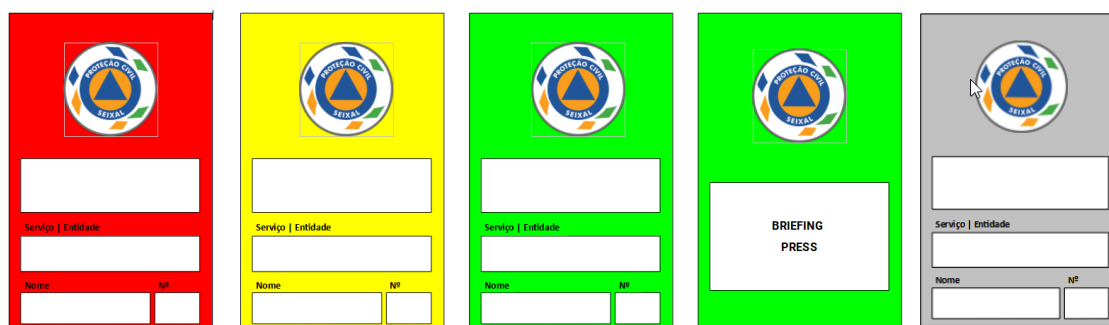 PROTEÇÃO CIVIL
SEIXAL
Serviço | Entidade
Nome Nº
PROTEÇÃO CIVIL
SEIXAL
Serviço | Entidade
Nome Nº
PROTEÇÃO CIVIL
SEIXAL
Serviço | Entidade
Nome Nº
PROTEÇÃO CIVIL
SEIXAL
BRIEFING
PRESS
PROTEÇÃO CIVIL
SEIXAL
Serviço | Entidade
Nome Nº